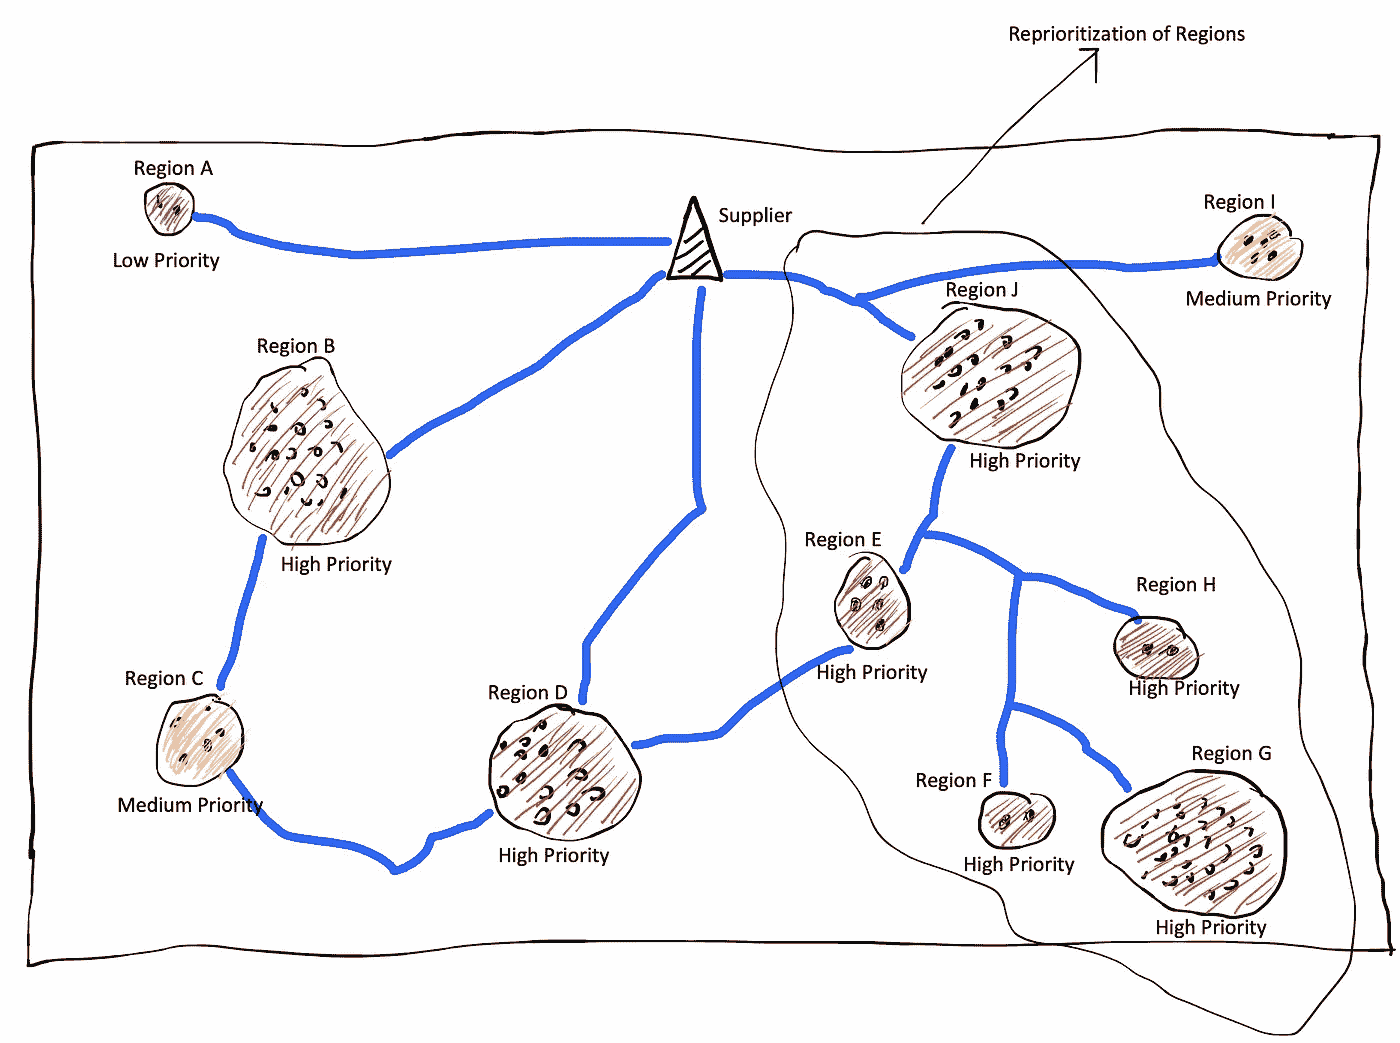 Reprioritization of Regions
Region A
Low Priority
Supplier
Region I
Medium Priority
Region J
High Priority
Region B
High Priority
Region E
High Priority
Region H
High Priority
Region C
Medium Priority
Region D
High Priority
Region F
High Priority
Region G
High Priority